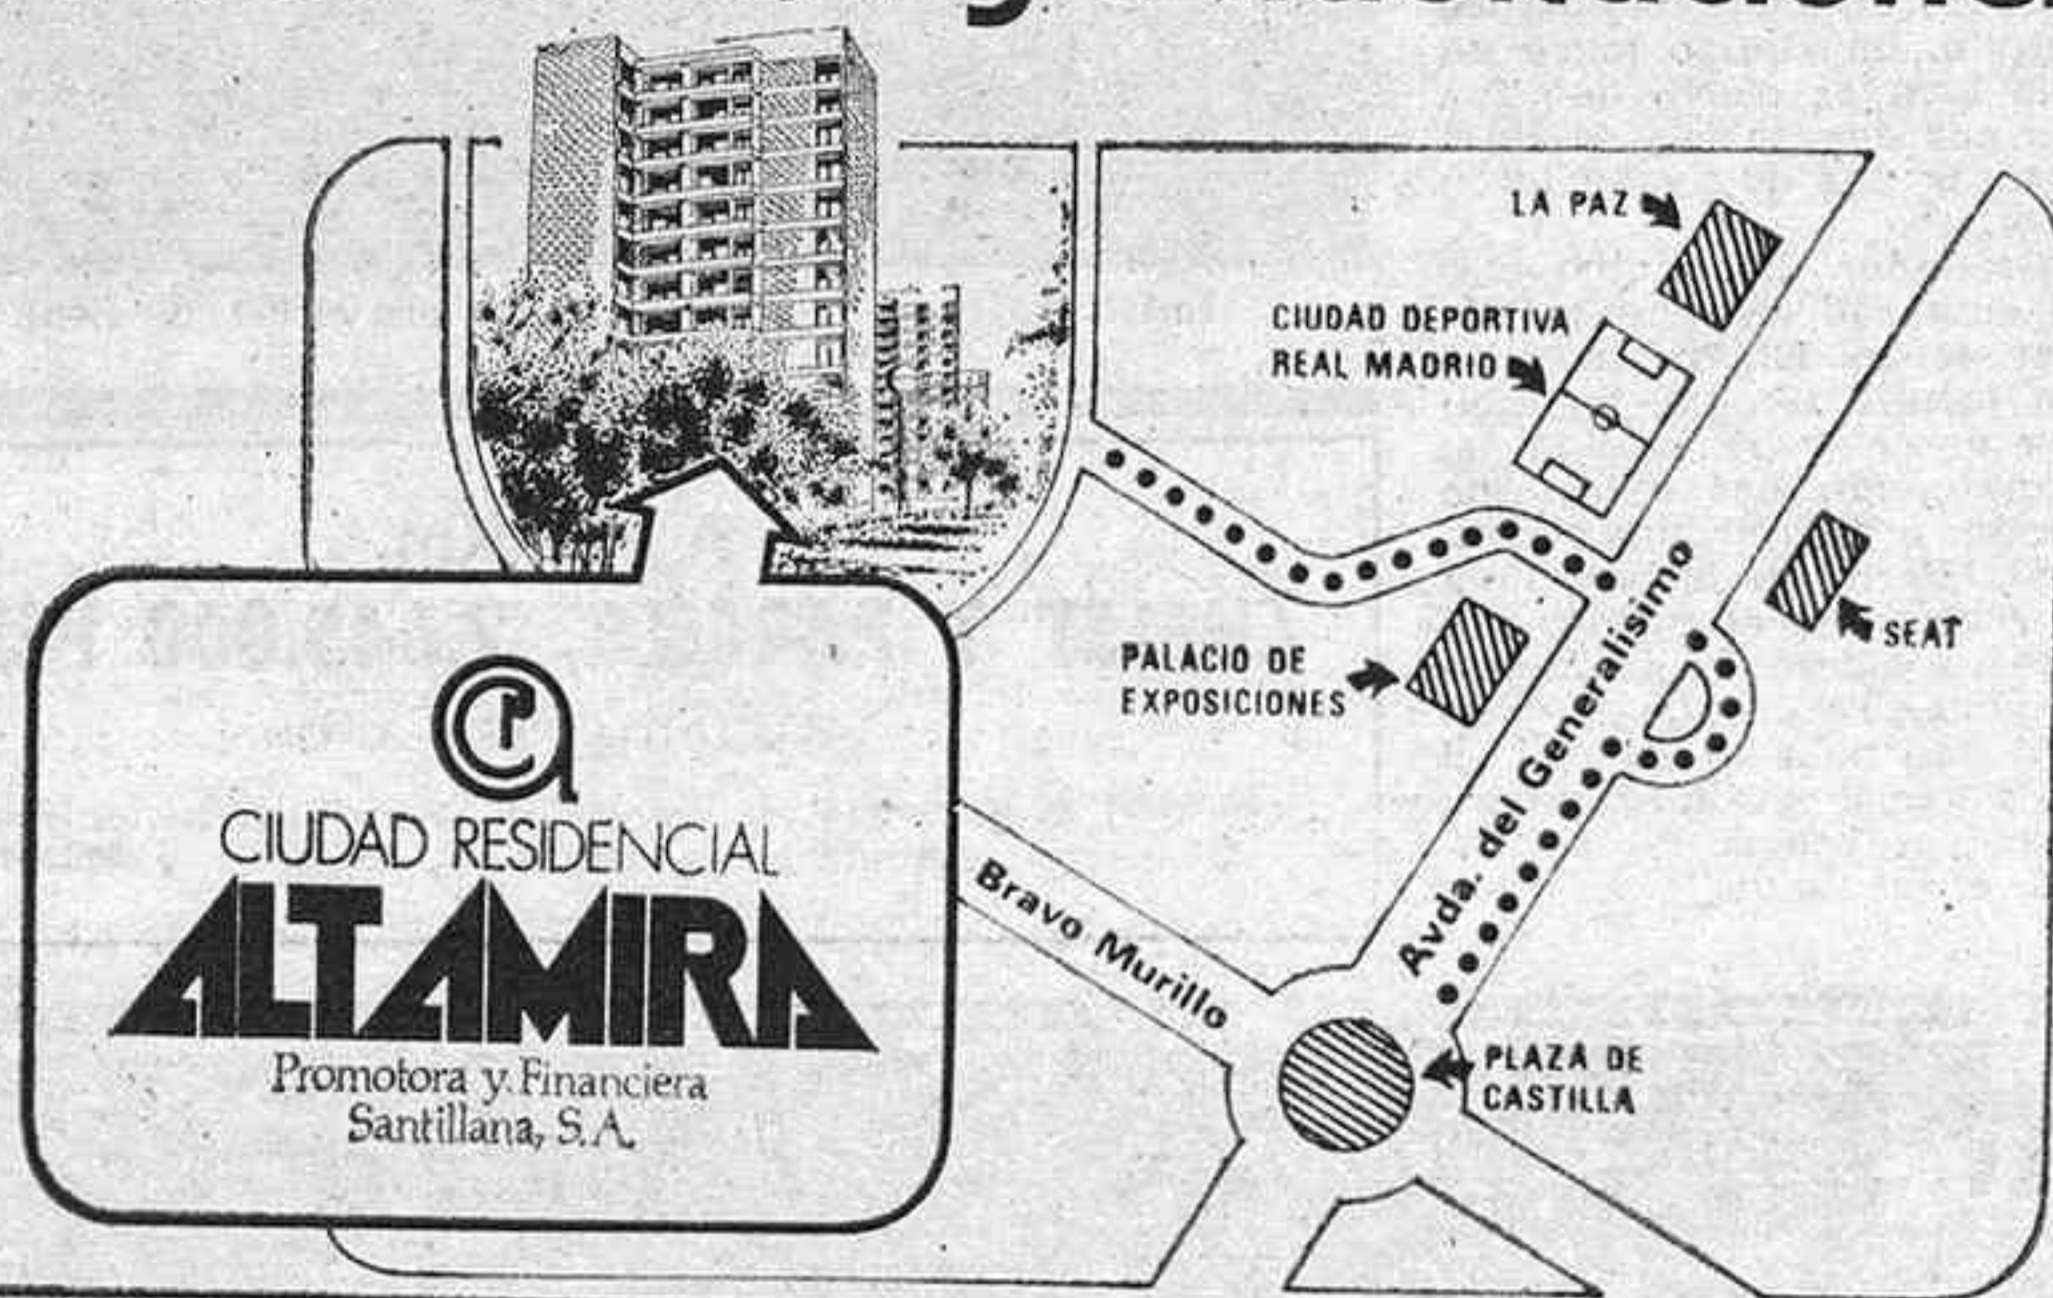 LA PAZ
CIUDAD DEPORTIVA
REAL MADRID
SEAT
PALACIO DE
EXPOSICIONES
Avda. del Generalisimo
Bravo Murillo
PLAZA DE
CASTILLA
CIUDAD RESIDENCIAL
ALTAMIRA
Promotora y Financiera
Santillana, S.A.